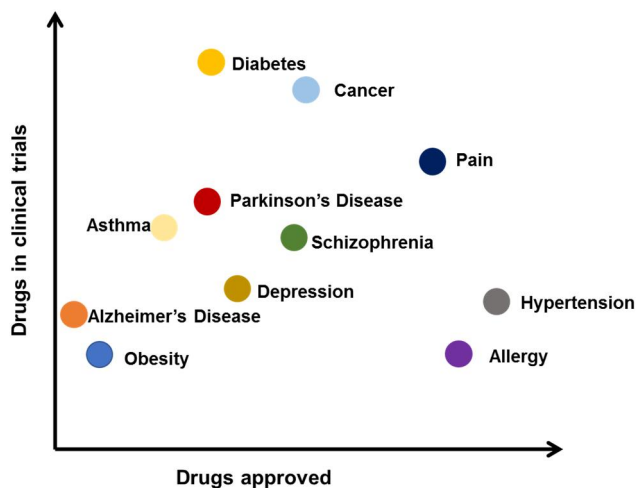 Diabetes
Cancer
Pain
Parkinson's Disease
Asthma
Schizophrenia
Depression
Hypertension
Alzheimer's Disease
Obesity
Allergy
Drugs in clinical trials
Drugs approved